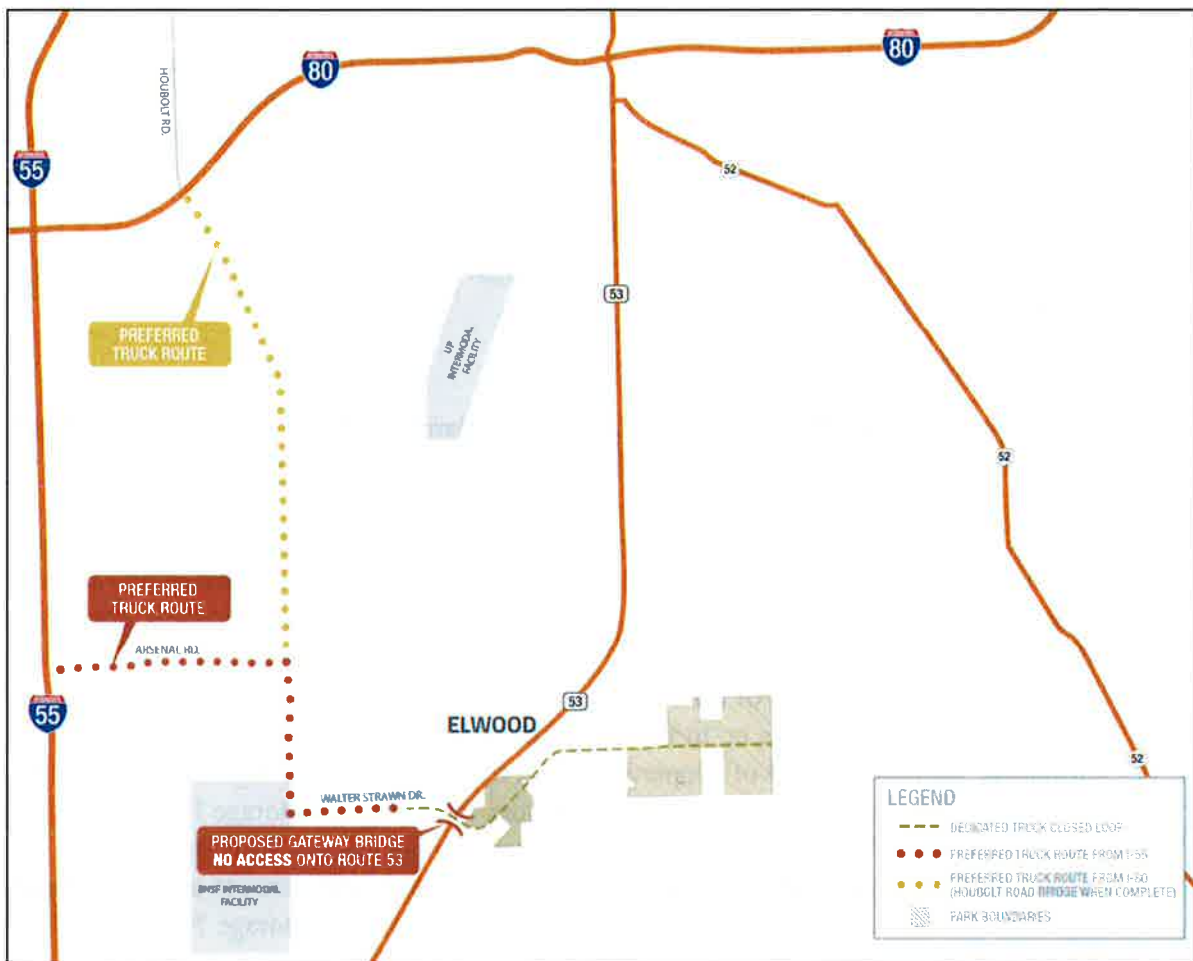 80
80
HOUBOLT RD.
55
52
PREFERRED
TRUCK ROUTE
53
UP
INTERMODAL
FACILITY
52
PREFERRED
TRUCK ROUTE
ARSENAL RD.
55
53
ELWOOD
52
WALTER STRAWN DR.
PROPOSED GATEWAY BRIDGE
NO ACCESS ONTO ROUTE 53
BNSF INTERMODAL
FACILITY
LEGEND
DEDICATED TRUCK CLOSED LOOP
PREFERRED TRUCK ROUTE FROM I-55
PREFERRED TRUCK ROUTE FROM I-80
(HOUBOLT ROAD BRIDGE WHEN COMPLETE)
PARK BOUNDARIES